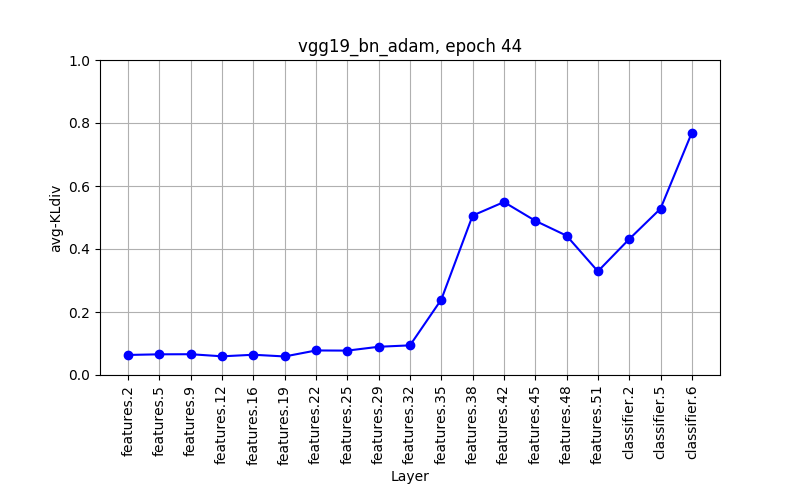 vgg19_bn_adam, epoch 44
avg-KLdiv
1.0
0.8
0.6
0.4
0.2
0.0
features.2
features.5
features.9
features.12
features.16
features.19
features.22
features.25
features.29
features.32
features.35
features.38
features.42
features.45
features.48
features.51
classifier.2
classifier.5
classifier.6
Layer